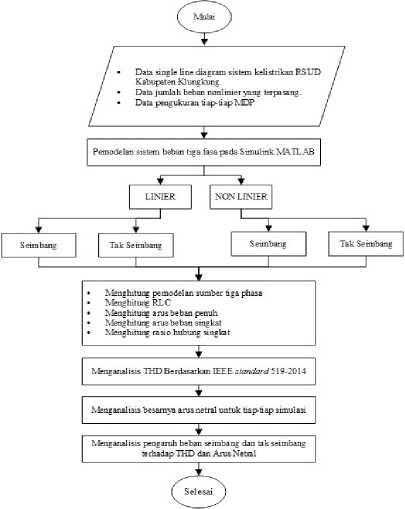 Mulai
• Data single line diagram sistem kelistrikan RSUD
Kabupaten Klungkung.
• Data jumlah beban nonlinier yang terpasang.
• Data pengukuran tiap-tiap MDP
Pemodelan sistem beban tiga fasa pada Simulink MATLAB
LINIER
NON LINIER
Seimbang
Tak Seimbang
Seimbang
Tak Seimbang
• Menghitung pemodelan sumber tiga phasa
• Menghitung RLC
• Menghitung arus beban penuh
• Menghitung arus beban singkat
• Menghitung rasio hubung singkat
Menganalisis THD Berdasarkan IEEE standard 519-2014
Menganalisis besarnya arus netral untuk tiap-tiap simulasi
Menganalisis pengaruh beban seimbang dan tak seimbang
terhadap THD dan Arus Netral
Selesai